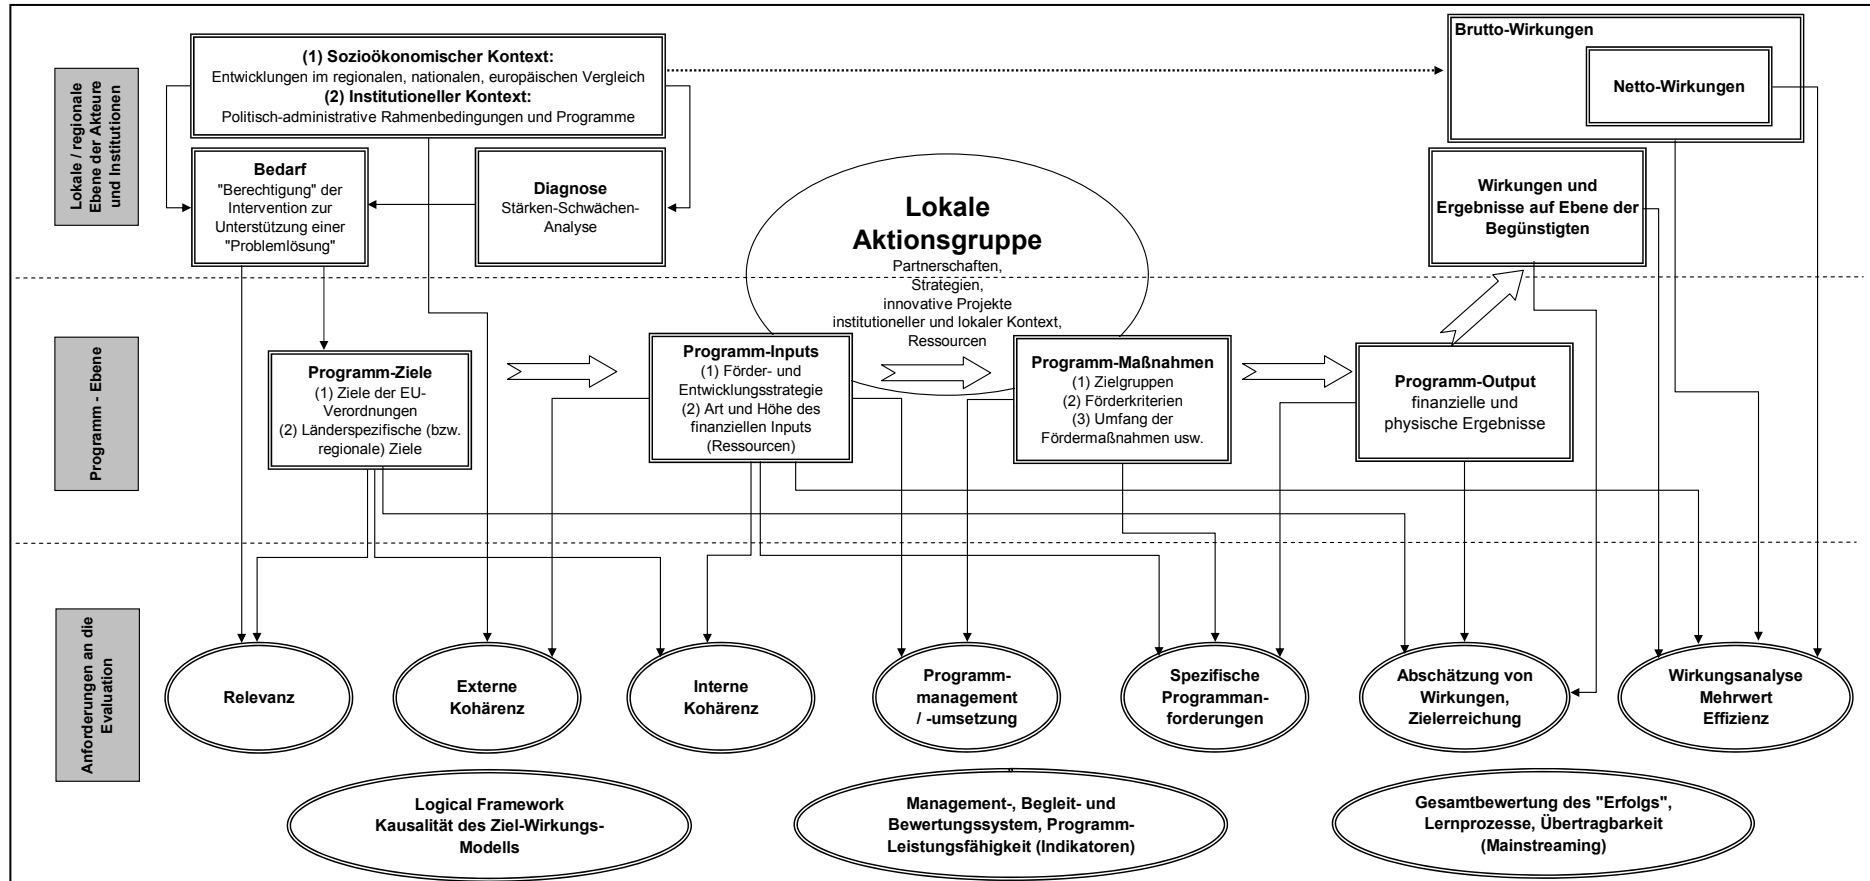 Lokale / regionale
Ebene der Akteure
und Institutionen
(1) Sozioökonomischer Kontext:
Entwicklungen im regionalen, nationalen, europäischen Vergleich
(2) Institutioneller Kontext:
Politisch-administrative Rahmenbedingungen und Programme
Brutto-Wirkungen
Netto-Wirkungen
Bedarf
"Berechtigung" der
Intervention zur
Unterstützung einer
"Problemlösung"
Diagnose
Stärken-Schwächen-
Analyse
Lokale
Aktionsgruppe
Partnerschaften,
Strategien,
innovative Projekte
institutioneller und lokaler Kontext,
Ressourcen
Wirkungen und
Ergebnisse auf Ebene der
Begünstigten
Programm - Ebene
Programm-Ziele
(1) Ziele der EU-
Verordnungen
(2) Länderspezifische (bzw.
regionale) Ziele
Programm-Inputs
(1) Förder- und
Entwicklungsstrategie
(2) Art und Höhe des
finanziellen Inputs
(Ressourcen)
Programm-Maßnahmen
(1) Zielgruppen
(2) Förderkriterien
(3) Umfang der
Fördermaßnahmen usw.
Programm-Output
finanzielle und
physische Ergebnisse
Anforderungen an die
Evaluation
Relevanz
Externe
Kohärenz
Interne
Kohärenz
Programm-
management
/ -umsetzung
Spezifische
Programman-
forderungen
Abschätzung von
Wirkungen,
Zielerreichung
Wirkungsanalyse
Mehrwert
Effizienz
Logical Framework
Kausalität des Ziel-Wirkungs-
Modells
Management-, Begleit- und
Bewertungssystem, Programm-
Leistungsfähigkeit (Indikatoren)
Gesamtbewertung des "Erfolgs",
Lernprozesse, Übertragbarkeit
(Mainstreaming)